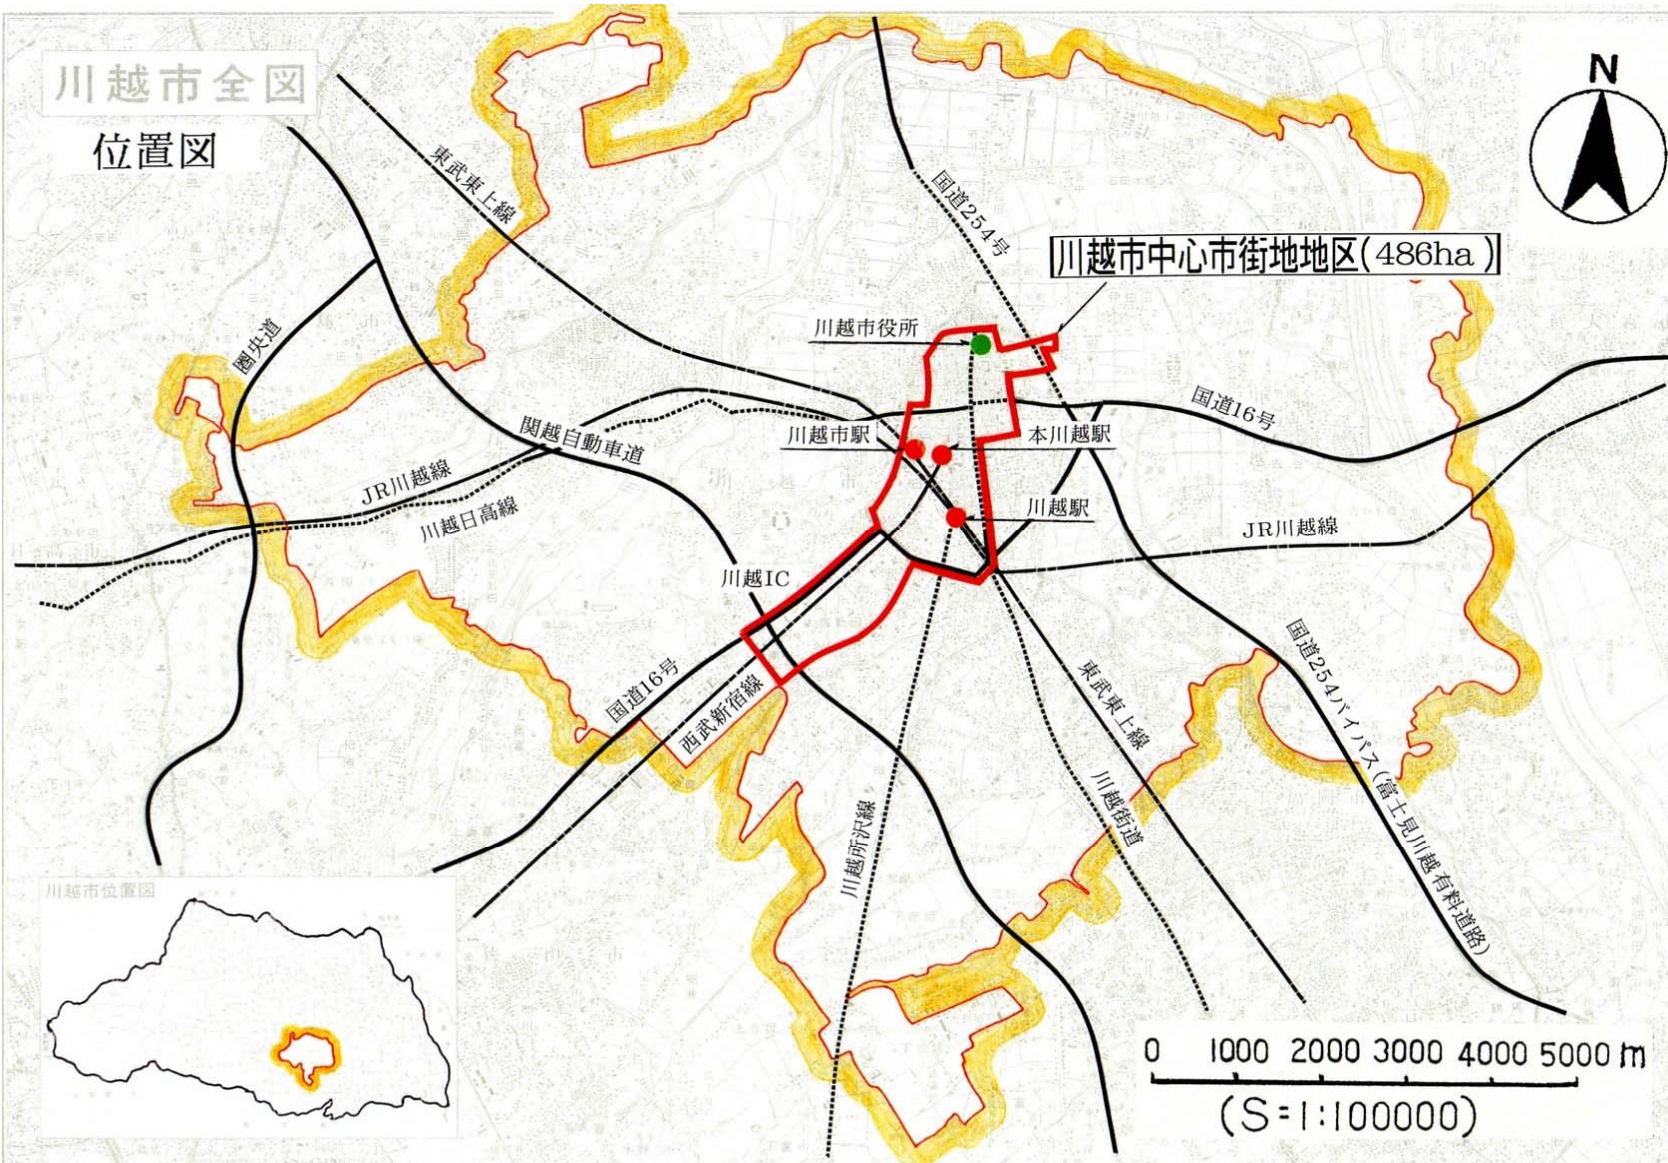 川越市全図
位置図
N
東武東上線
国道254号
川越市中心市街地地区(486ha)
圏央道
川越市役所
国道16号
川越市駅
本川越駅
関越自動車道
JR川越線
川越日高線
川越駅
JR川越線
川越IC
国道16号
西武新宿線
東武東上線
国道254バイパス(富士見川越有料道路)
川越街道
川越所沢線
川越市位置図
0 1000 2000 3000 4000 5000 m
(S=1:100000)